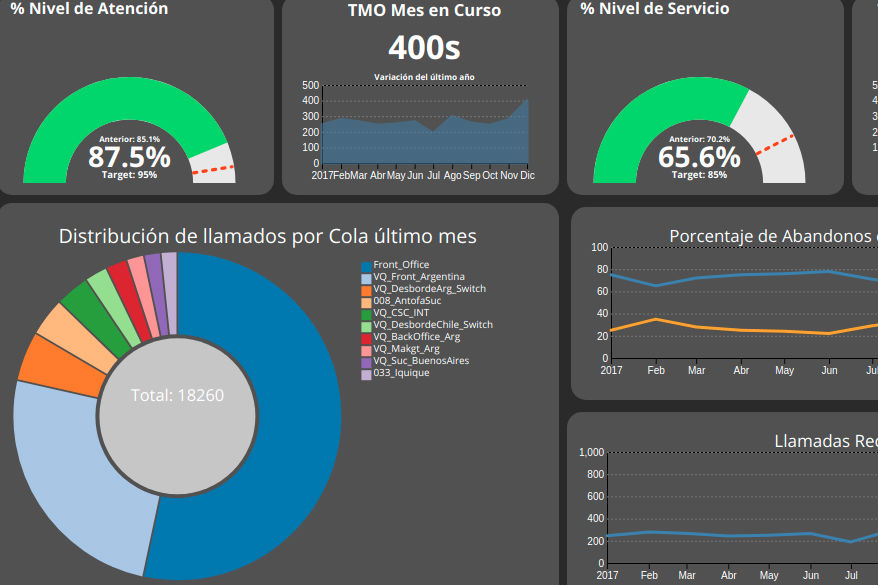 % Nivel de Atención
Anterior: 85.1%
87.5%
Target: 95%
TMO Mes en Curso
400s
Variación del último año
500
400
300
200
100
0
2017 Feb Mar Abr May Jun Jul Ago Sep Oct Nov Dic
% Nivel de Servicio
Anterior: 70.2%
65.6%
Target: 85%
Distribución de llamados por Cola último mes
Total: 18260
Front_Office
VQ_Front_Argentina
VQ_DesbordeArg_Switch
008_AntofaSuc
VQ_CSC_INT
VQ_DesbordeChile_Switch
VQ_BackOffice_Arg
VQ_Makgt_Arg
VQ_Suc_BuenosAires
033_Iquique
Porcentaje de Abandonos
100
80
60
40
20
0
2017 Feb Mar Abr May Jun Jul
Llamadas Rec
1,000
800
600
400
200
0
2017 Feb Mar Abr May Jun Jul